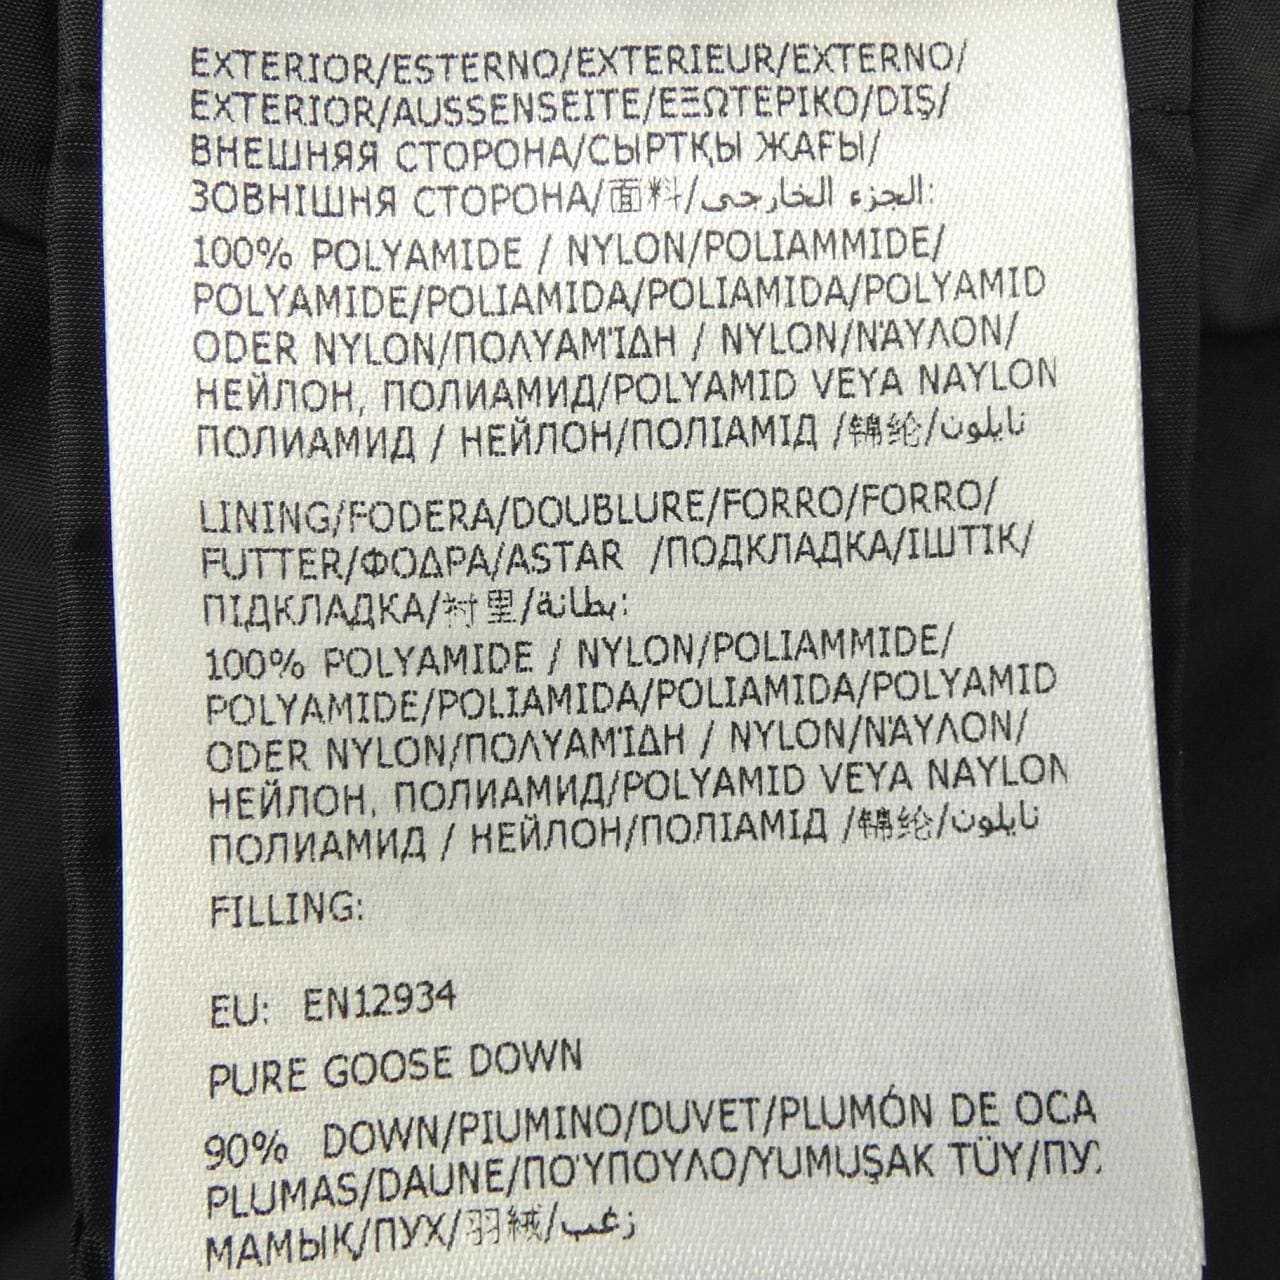 EXTERIOR/ESTERNO/EXTERIEUR/EXTERNO/
EXTERIOR/AUSSENSEITE/ΕΞΩΤΕΡΙΚΟ/DIŞ/
ВНЕШНЯЯ СТОРОНА/СЫРТҚЫ ЖАҒЫ/
ЗОВНІШНЯ СТОРОНА/面料/الجزء الخارجي:
100% POLYAMIDE / NYLON/POLIAMMIDE/
POLYAMIDE/POLIAMIDA/POLIAMIDA/POLYAMID
ODER NYLON/ΠΟΛΥΑΜΊΔΗ / NYLON/ΝΆΥΛΟΝ/
НЕЙЛОН, ПОЛИАМИД/POLYAMID VEYA NAYLON
ПОЛИАМИД / НЕЙЛОН/ПОЛІАМІД /锦纶/نايلون
LINING/FODERA/DOUBLURE/FORRO/FORRO/
FUTTER/ΦΟΔΡΑ/ASTAR /ПОДКЛАДКА/ІШТІК/
ПІДКЛАДКА/衬里/بطانة:
100% POLYAMIDE / NYLON/POLIAMMIDE/
POLYAMIDE/POLIAMIDA/POLIAMIDA/POLYAMID
ODER NYLON/ΠΟΛΥΑΜΊΔΗ / NYLON/ΝΆΥΛΟΝ/
НЕЙЛОН, ПОЛИАМИД/POLYAMID VEYA NAYLON
ПОЛИАМИД / НЕЙЛОН/ПОЛІАМІД /锦纶/نايلون
FILLING:
EU: EN12934
PURE GOOSE DOWN
90% DOWN/PIUMINO/DUVET/PLUMÓN DE OCA
PLUMAS/DAUNE/ΠΟΎΠΟΥΛΟ/YUMUŞAK TÜY/ПУХ
МАМЫҚ/ПУХ/羽絨/زغب